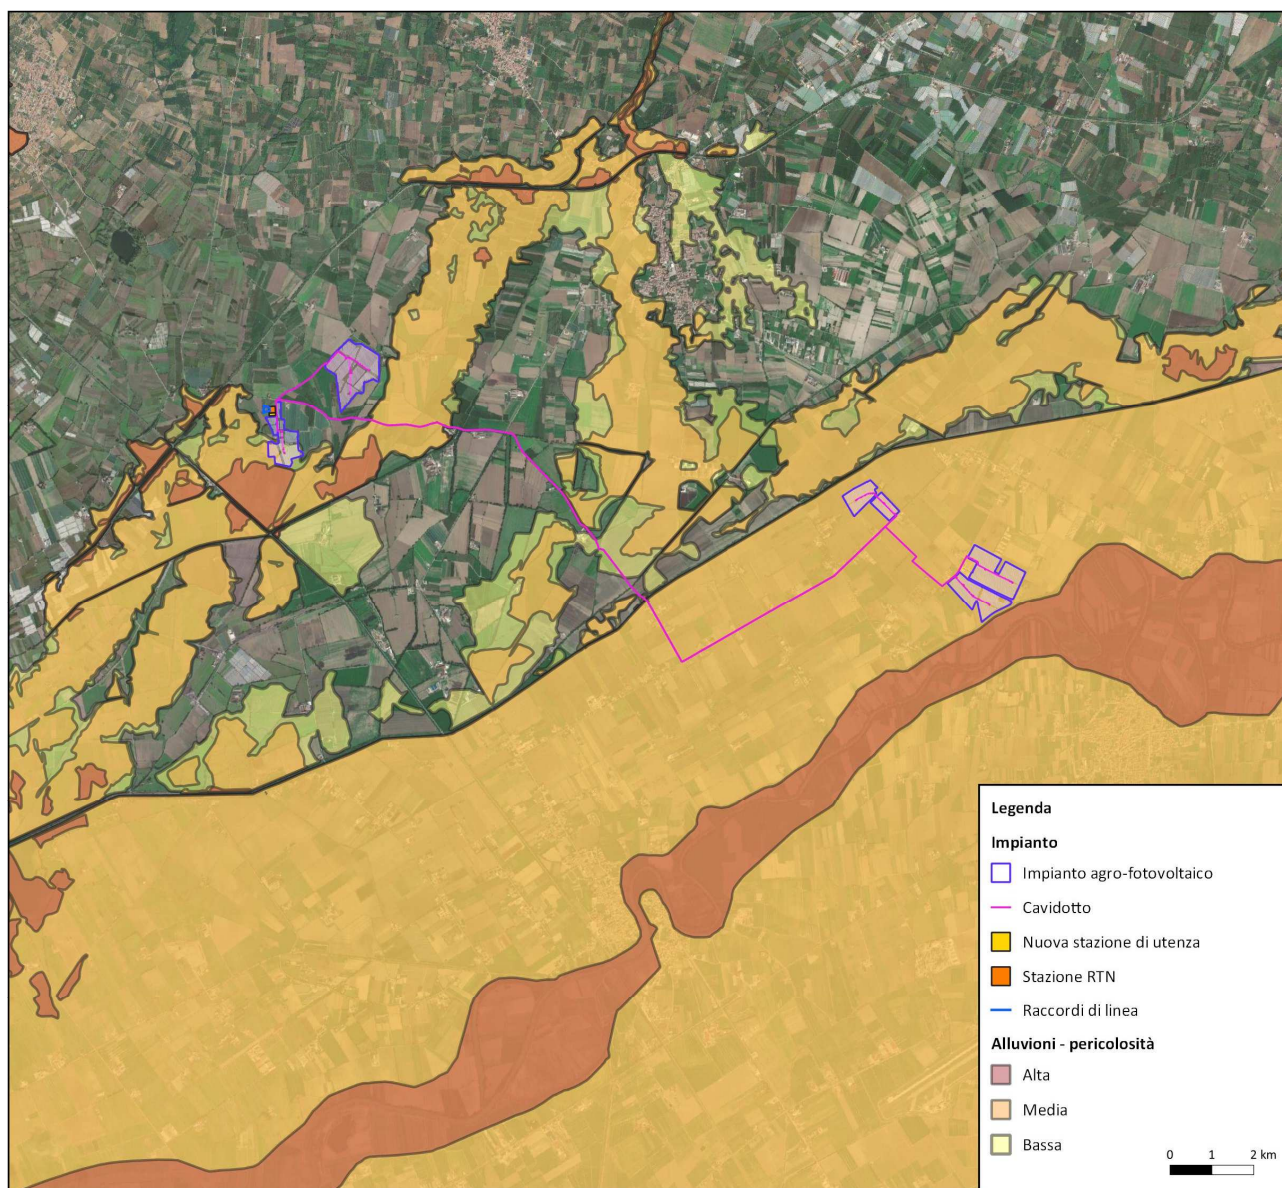 Legenda
Impianto
Impianto agro-fotovoltaico
Cavidotto
Nuova stazione di utenza
Stazione RTN
Raccordi di linea
Alluvioni - pericolosità
Alta
Media
Bassa
0 1 2 km